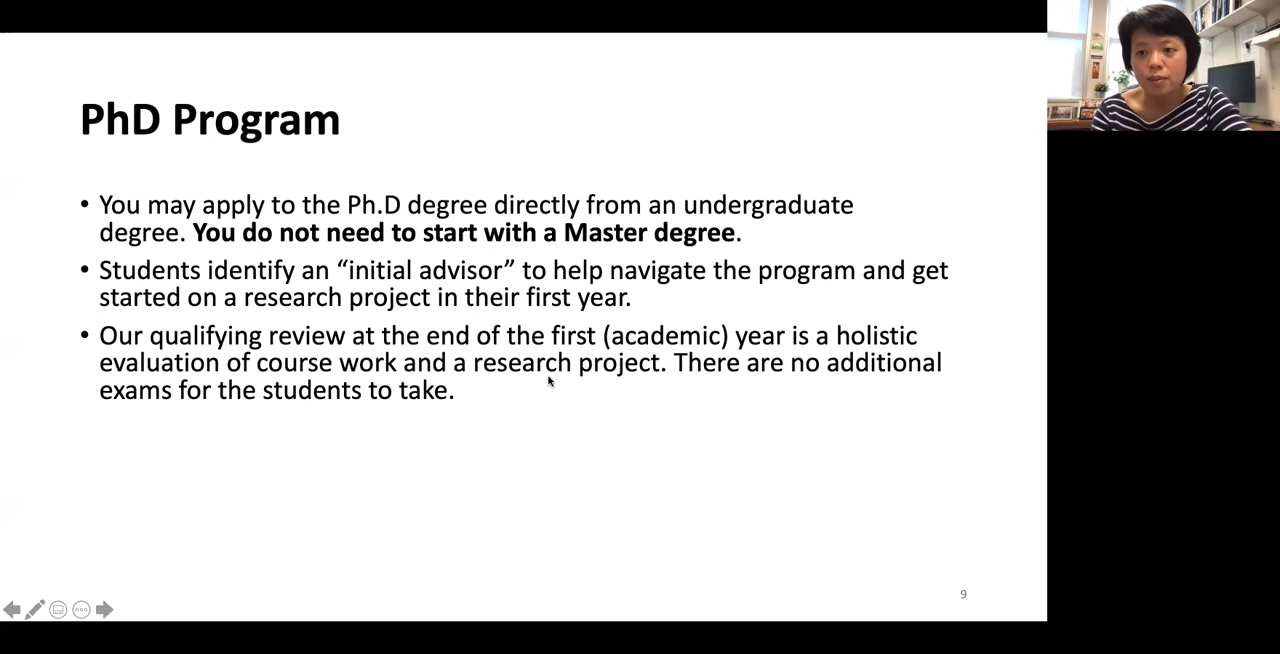 PhD Program
• You may apply to the Ph.D degree directly from an undergraduate
degree. You do not need to start with a Master degree.
• Students identify an “initial advisor” to help navigate the program and get
started on a research project in their first year.
• Our qualifying review at the end of the first (academic) year is a holistic
evaluation of course work and a research project. There are no additional
exams for the students to take.
9